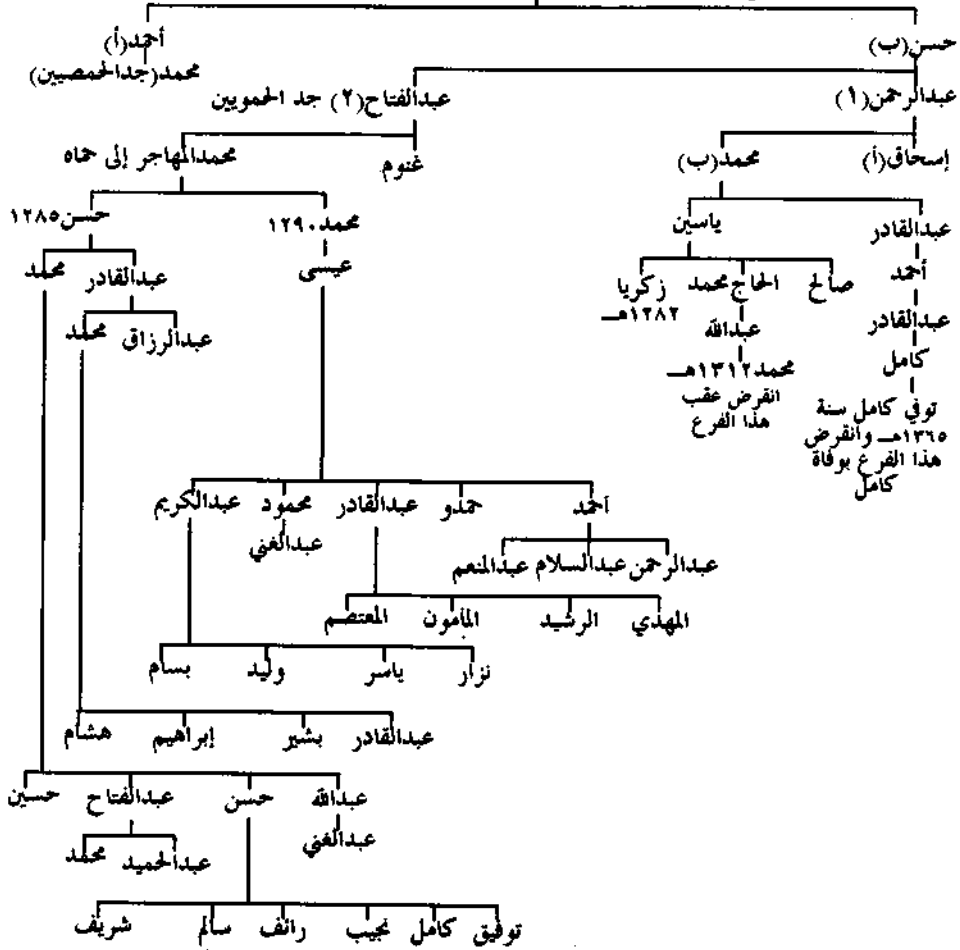 حسن(ب) أحمد(أ)
محمد(جدالحمصيين)
عبدالرحمن(١) عبدالفتاح(٢) جد الحمويين
إسحاق(أ) محمد(ب) غنوم محمدالمهاجر إلى حماه
عبدالقادر ياسين محمد١٢٩٠ حسن١٢٨٥
أحمد صالح الحاج محمد زكريا عيسى عبدالقادر محمد
١٢٨٢هـ
عبدالقادر عبدالله عبدالرزاق محمد
كامل محمد١٣١٢هـ
انقرض عقب
هذا الفرع
توفي كامل سنة
١٣٦٥هـ وانقرض
هذا الفرع بوفاة
كامل
أحمد حمدو عبدالقادر محمود عبدالكريم
عبدالغني
عبدالرحمن عبدالسلام عبدالمنعم
المهدي الرشيد المأمون المعتصم
نزار ياسر وليد بسام
عبدالقادر بشير إبراهيم هشام
عبدالله حسن عبدالفتاح حسين
عبدالغني
عبدالحميد محمد
توفيق كامل نجيب رائف سالم شريف